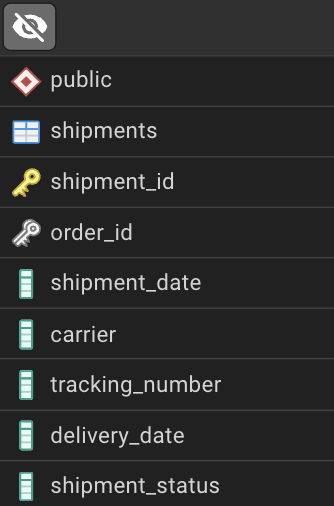 public
shipments
shipment_id
order_id
shipment_date
carrier
tracking_number
delivery_date
shipment_status